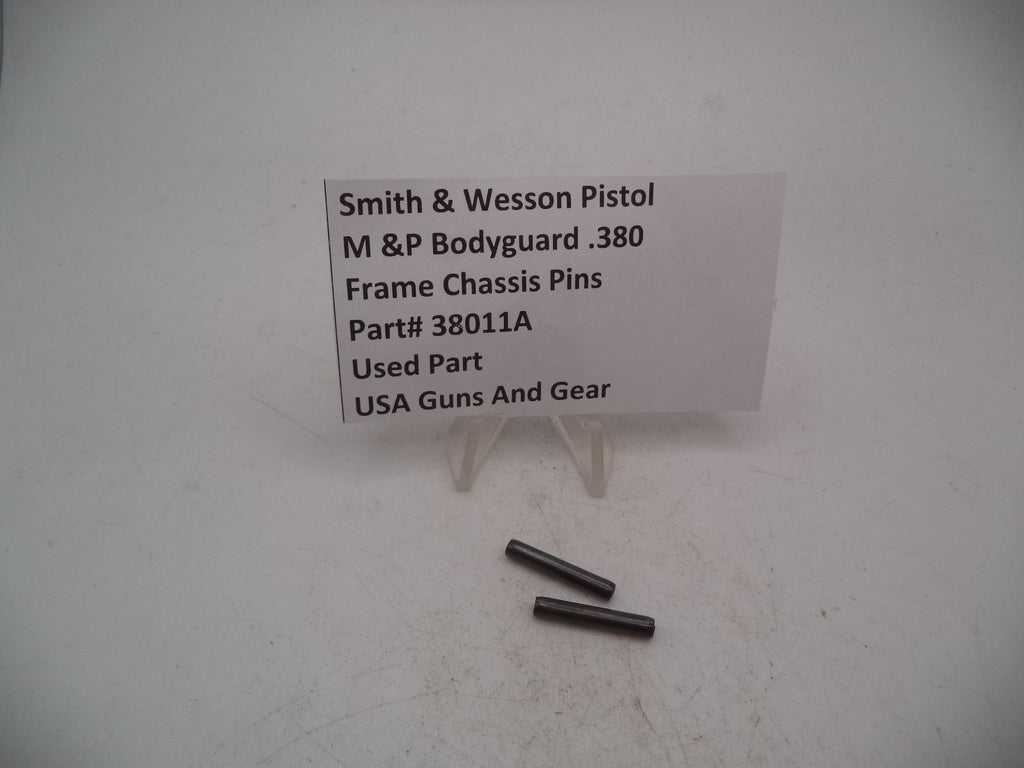 Smith & Wesson Pistol
M &P Bodyguard .380
Frame Chassis Pins
Part# 38011A
Used Part
USA Guns And Gear